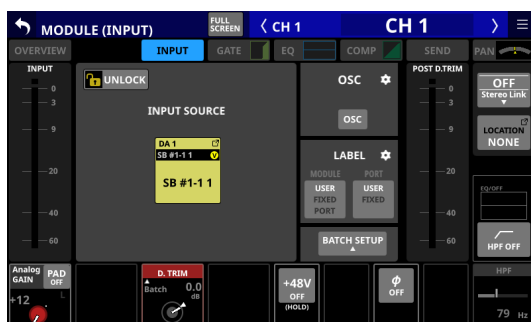 MODULE (INPUT)
FULL
SCREEN
CH 1
CH 1
OVERVIEW
INPUT
GATE
EQ
COMP
SEND
PAN
INPUT
0
3
9
20
40
60
UNLOCK
INPUT SOURCE
DA 1
SB #1-1 1
V
SB #1-1 1
OSC
OSC
LABEL
MODULE
PORT
USER
FIXED
PORT
USER
FIXED
BATCH SETUP
POST D.TRIM
0
3
9
20
40
60
OFF
Stereo Link
LOCATION
NONE
EQ/OFF
HPF OFF
Analog
GAIN
PAD
OFF
+12
L
D. TRIM
Batch
0.0
dB
+48V
OFF
(HOLD)
ϕ
OFF
HPF
79 Hz